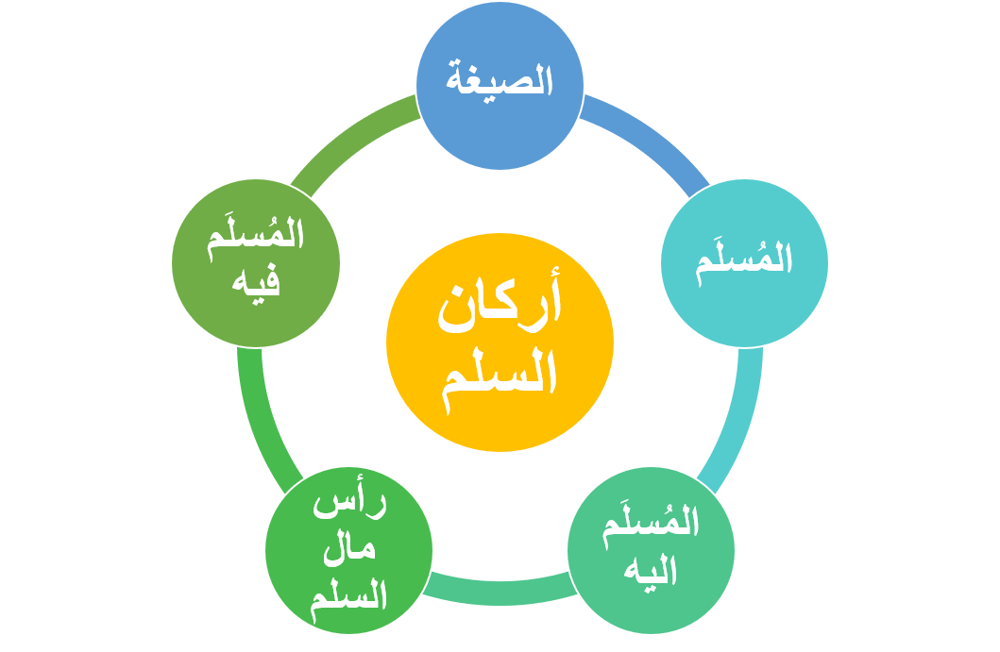 الصيغة
المُسلَم
المُسلَم
اليه
رأس
مال
السلم
المُسلَم
فيه
أركان
السلم